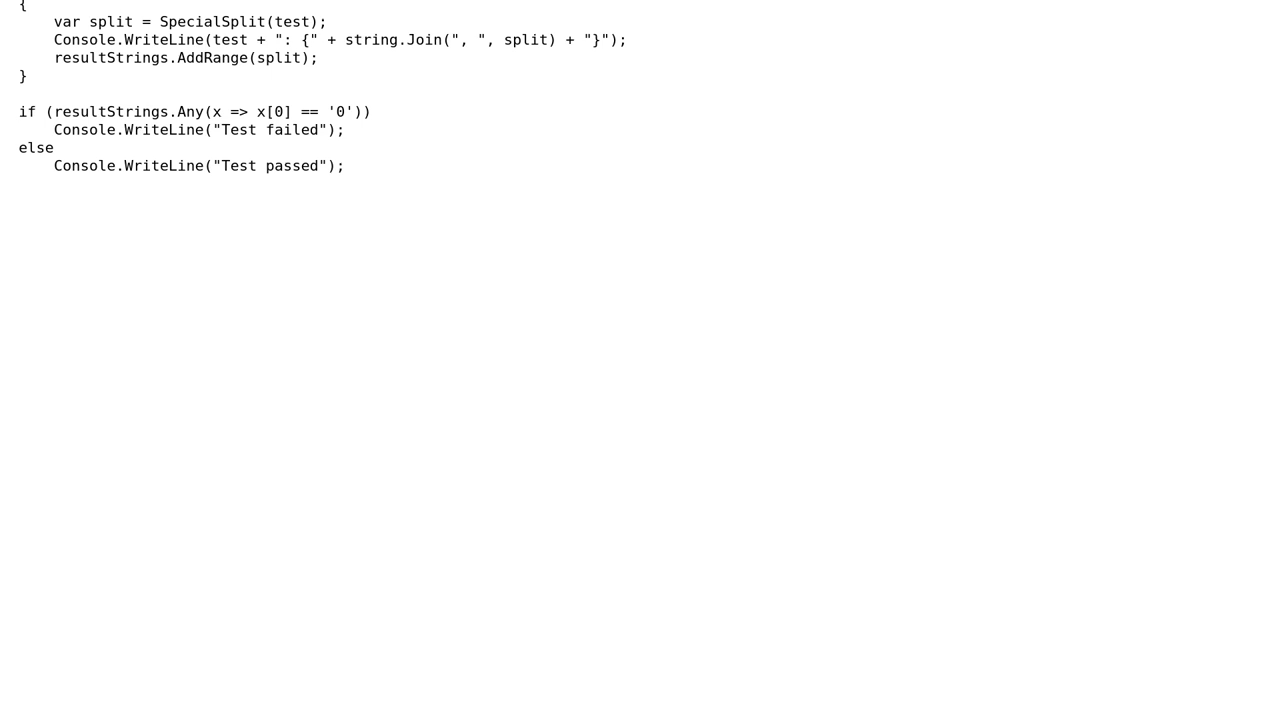 {
    var split = SpecialSplit(test);
    Console.WriteLine(test + ": {" + string.Join(", ", split) + "}");
    resultStrings.AddRange(split);
}

if (resultStrings.Any(x => x[0] == '0'))
    Console.WriteLine("Test failed");
else
    Console.WriteLine("Test passed");